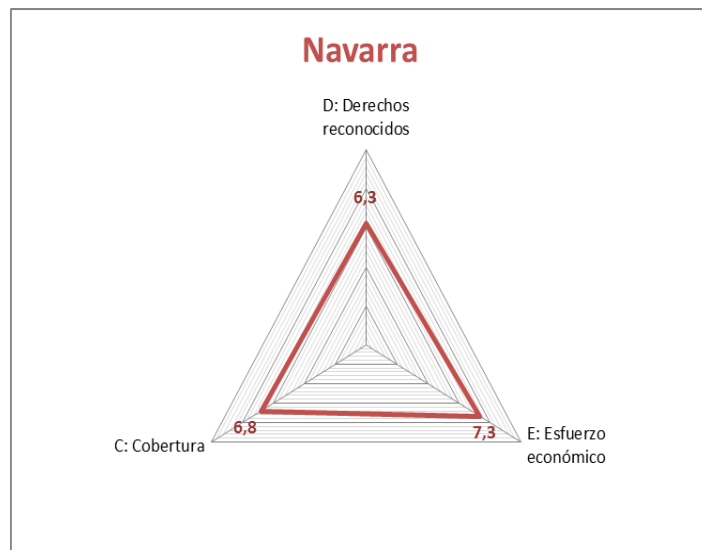 Navarra
D: Derechos
reconocidos
6,3
6,8
7,3
C: Cobertura
E: Esfuerzo
económico